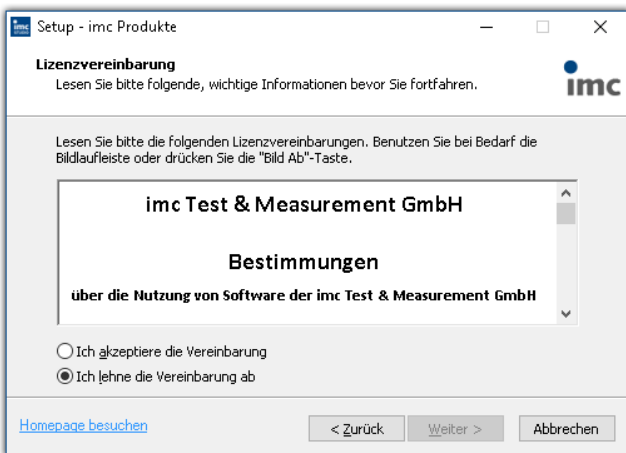 imc STUDIO Setup - imc Produkte
Lizenzvereinbarung
Lesen Sie bitte folgende, wichtige Informationen bevor Sie fortfahren.
imc
Lesen Sie bitte die folgenden Lizenzvereinbarungen. Benutzen Sie bei Bedarf die
Bildlaufleiste oder drücken Sie die "Bild Ab"-Taste.
imc Test & Measurement GmbH
Bestimmungen
über die Nutzung von Software der imc Test & Measurement GmbH
Ich akzeptiere die Vereinbarung
Ich lehne die Vereinbarung ab
Homepage besuchen
< Zurück
Weiter >
Abbrechen